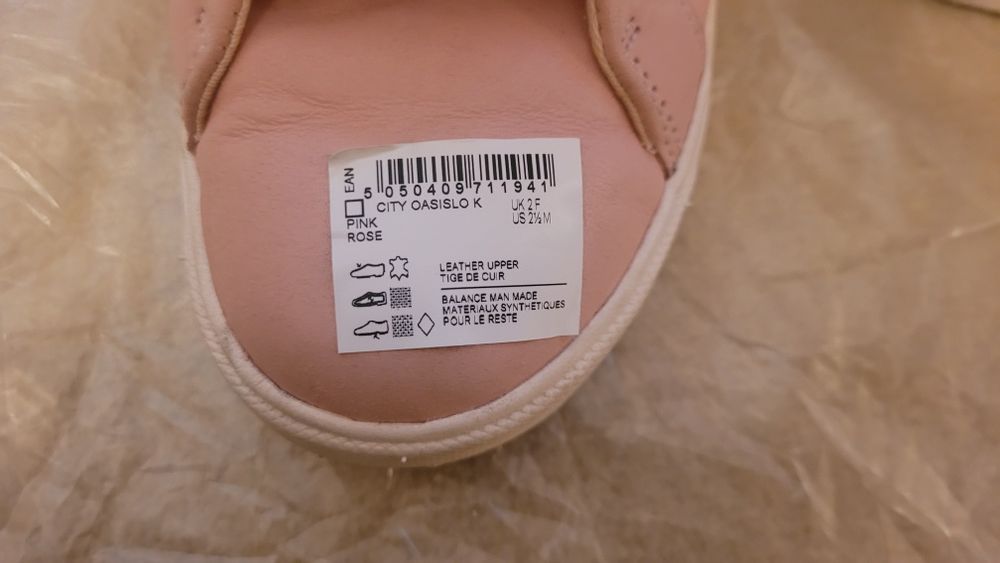 EAN
5 050409 711941
CITY OASISLO K
UK 2 F
US 2½ M
PINK
ROSE
LEATHER UPPER
TIGE DE CUIR
BALANCE MAN MADE
MATERIAUX SYNTHETIQUES
POUR LE RESTE